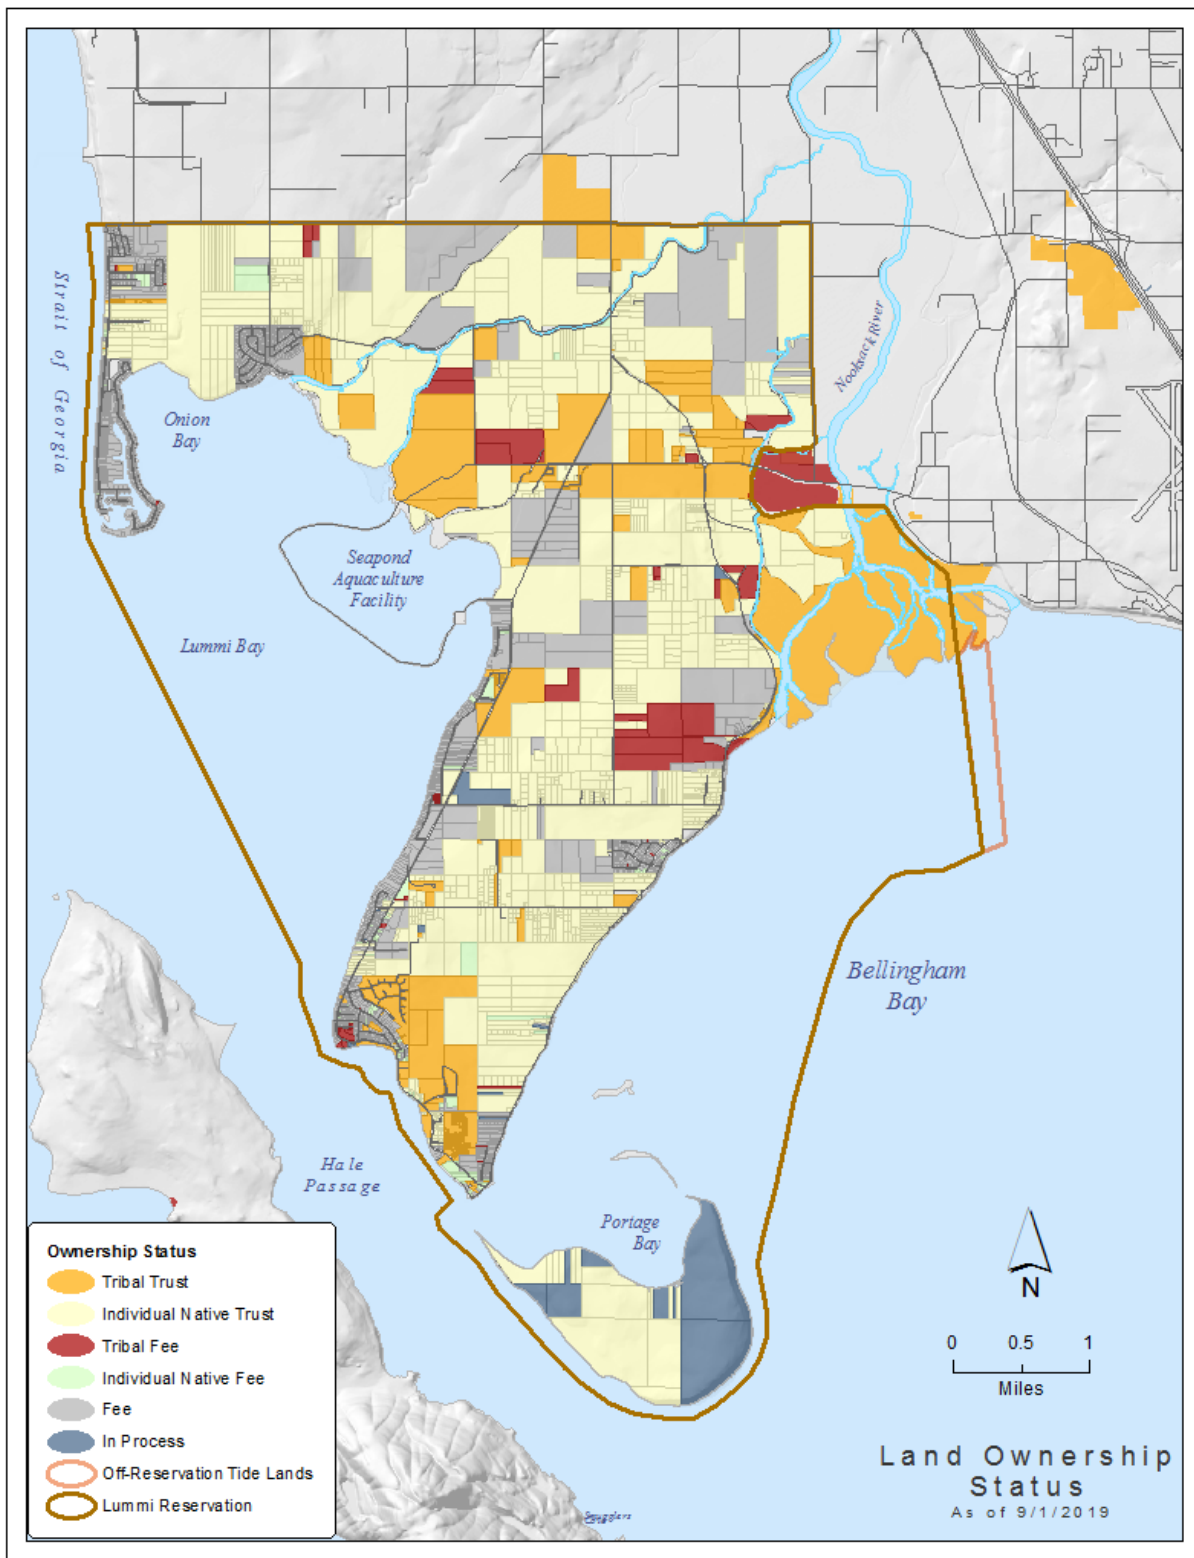 Strait of Georgia
Onion
Bay
Nooksack River
Seapond
Aquaculture
Facility
Lummi Bay
Bellingham
Bay
Hale
Passage
Portage
Bay
N
0 0.5 1
Miles
Ownership Status
Tribal Trust
Individual Native Trust
Tribal Fee
Individual Native Fee
Fee
In Process
Off-Reservation Tide Lands
Lummi Reservation
Land Ownership
Status
As of 9/1/2019
Smugglers